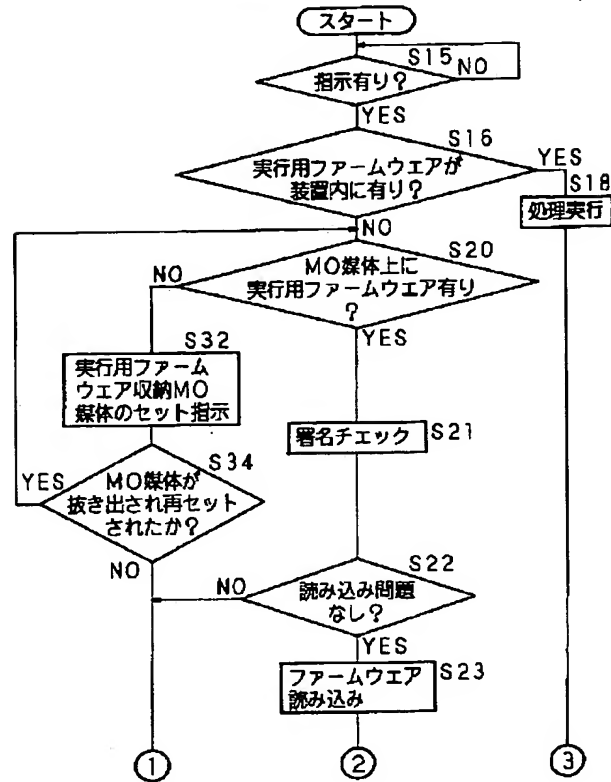 スタート
S15
指示有り?
NO
YES
S16
実行用ファームウエアが
装置内に有り?
YES
S18
処理実行
NO
S20
MO媒体上に
実行用ファームウエア有り
?
NO
YES
S32
実行用ファーム
ウエア収納MO
媒体のセット指示
署名チェック
S21
S34
MO媒体が
抜き出され再セット
されたか?
YES
NO
S22
読み込み問題
なし?
NO
YES
S23
ファームウエア
読み込み
①
②
③